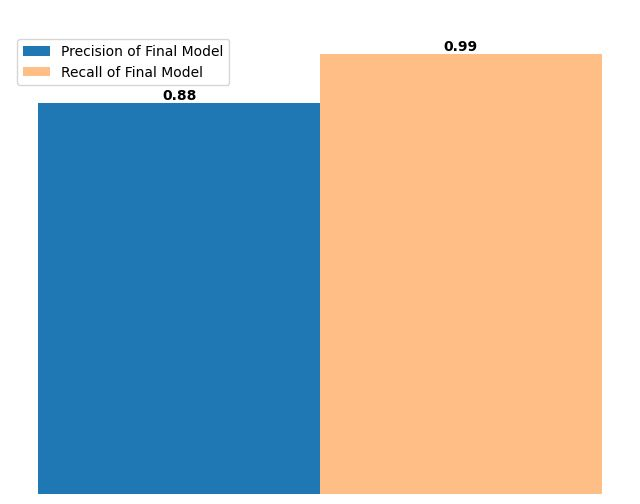 0.99
Precision of Final Model
Recall of Final Model
0.88